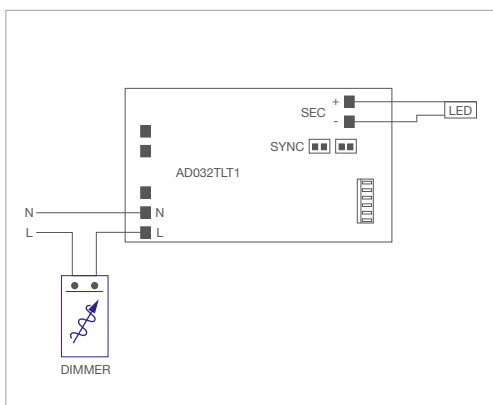 +
SEC
-
LED
SYNC
AD032TLT1
N
N
L
L
DIMMER